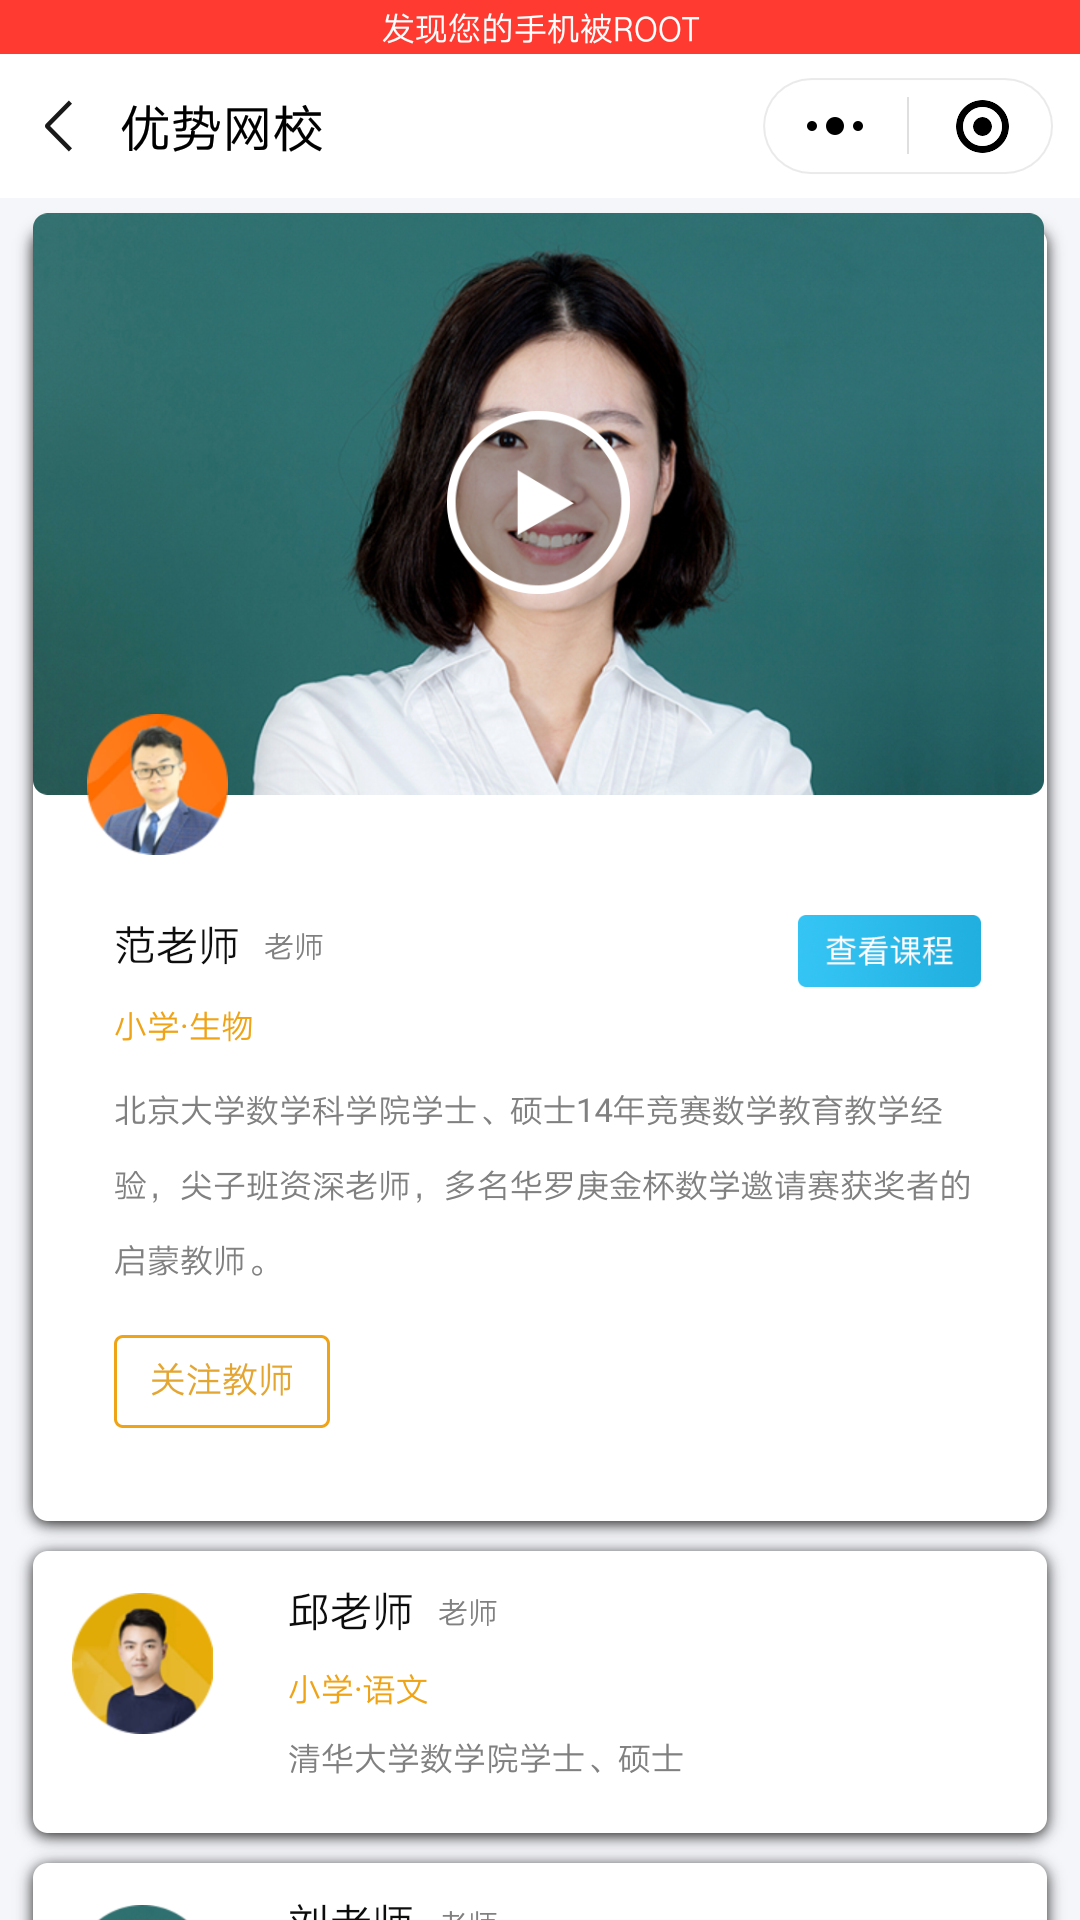 发现您的手机被ROOT
优势网校
范老师 老师
查看课程
小学·生物
北京大学数学科学院学士、硕士14年竞赛数学教育教学经
验，尖子班资深老师，多名华罗庚金杯数学邀请赛获奖者的
启蒙教师。
关注教师
邱老师 老师
小学·语文
清华大学数学院学士、硕士
刘老师 老师